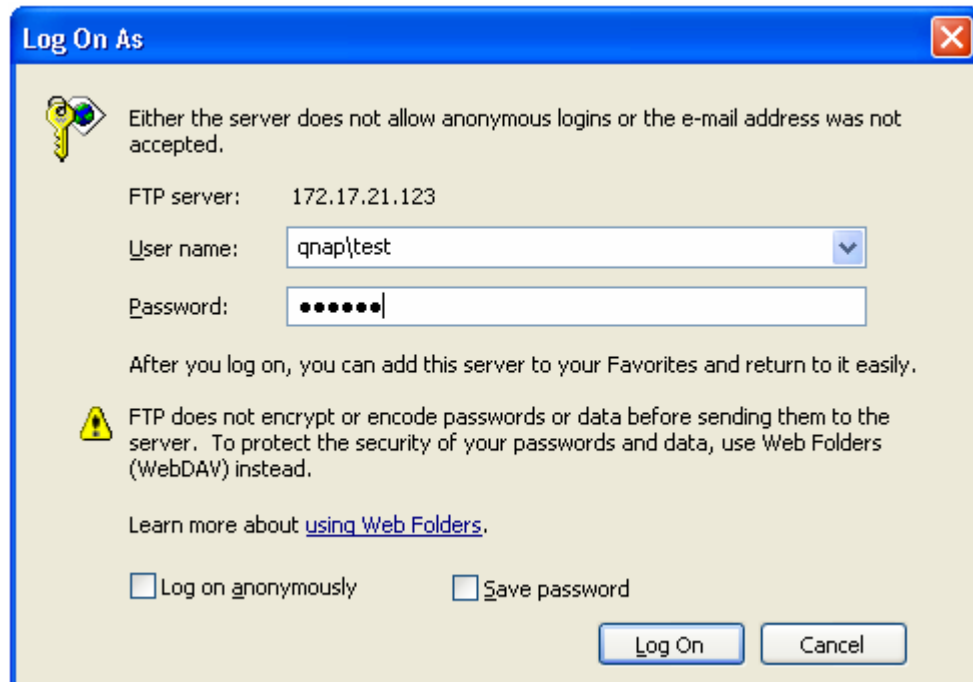 Log On As
Either the server does not allow anonymous logins or the e-mail address was not
accepted.
FTP server: 172.17.21.123
User name: qnap\test
Password: ●●●●●●
After you log on, you can add this server to your Favorites and return to it easily.
FTP does not encrypt or encode passwords or data before sending them to the
server. To protect the security of your passwords and data, use Web Folders
(WebDAV) instead.
Learn more about using Web Folders.
Log on anonymously Save password
Log On Cancel